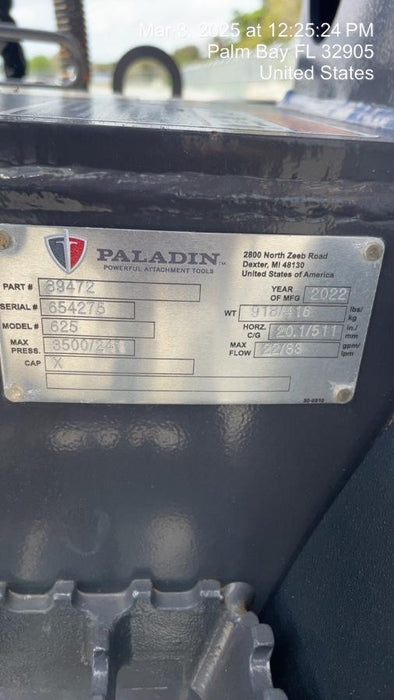 Mar 8, 2025 at 12:25:24 PM
Palm Bay FL 32905
United States
PALADIN™
POWERFUL ATTACHMENT TOOLS
2800 North Zeeb Road
Dexter, MI 48130
United States of America
PART # 89472
YEAR OF MFG 2022
SERIAL # 654275
WT 918/416 lbs/kg
MODEL # 625
HORZ. C/G 20.1/511 in./mm
MAX PRESS. 3500/241
MAX FLOW 22/83 gpm/lpm
CAP X